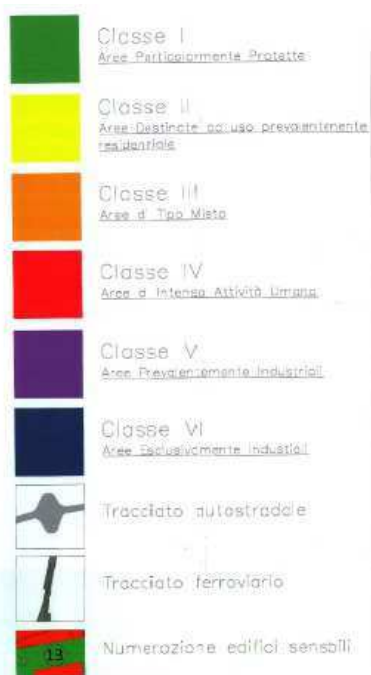 Classe I
Aree Particolarmente Protette
Classe II
Aree Destinate ad uso prevalentemente
residenziale
Classe III
Aree di Tipo Misto
Classe IV
Aree di Intensa Attività Umana
Classe V
Aree Prevalentemente Industriali
Classe VI
Aree Esclusivamente Industriali
Tracciato autostradale
Tracciato ferroviario
13
Numerazione edifici sensibili